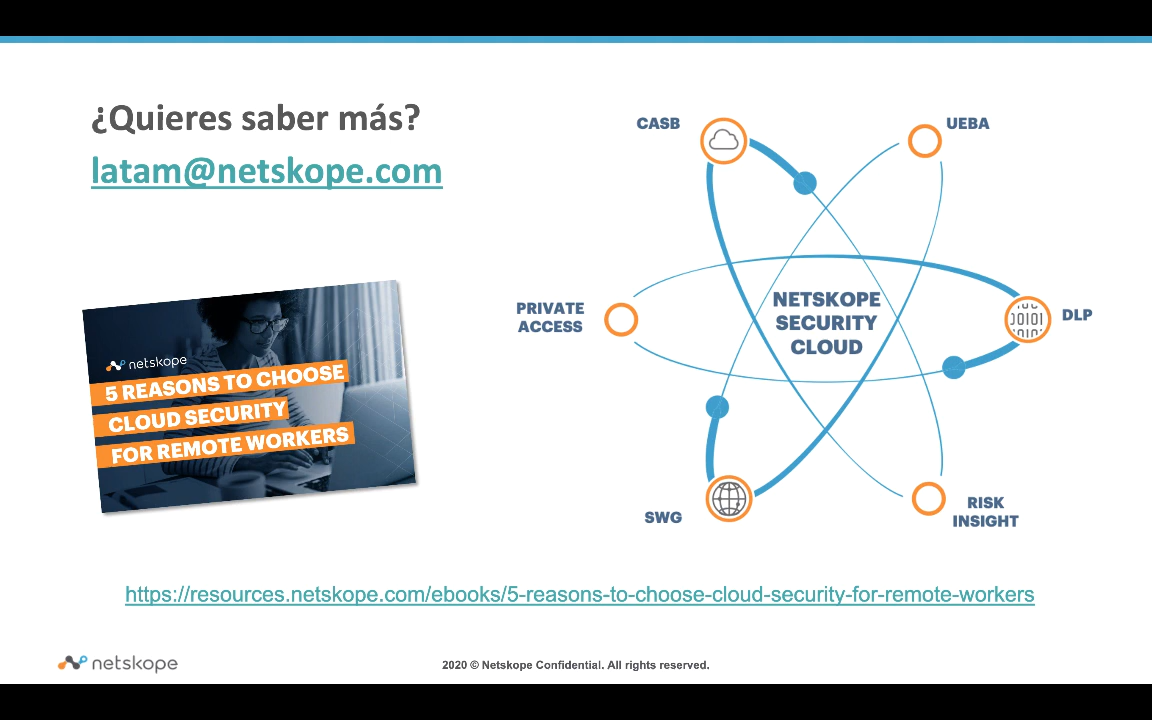 ¿Quieres saber más?
latam@netskope.com
netskope
5 REASONS TO CHOOSE
CLOUD SECURITY
FOR REMOTE WORKERS
CASB
UEBA
PRIVATE
ACCESS
NETSKOPE
SECURITY
CLOUD
DLP
SWG
RISK
INSIGHT
https://resources.netskope.com/ebooks/5-reasons-to-choose-cloud-security-for-remote-workers
netskope
2020 © Netskope Confidential. All rights reserved.